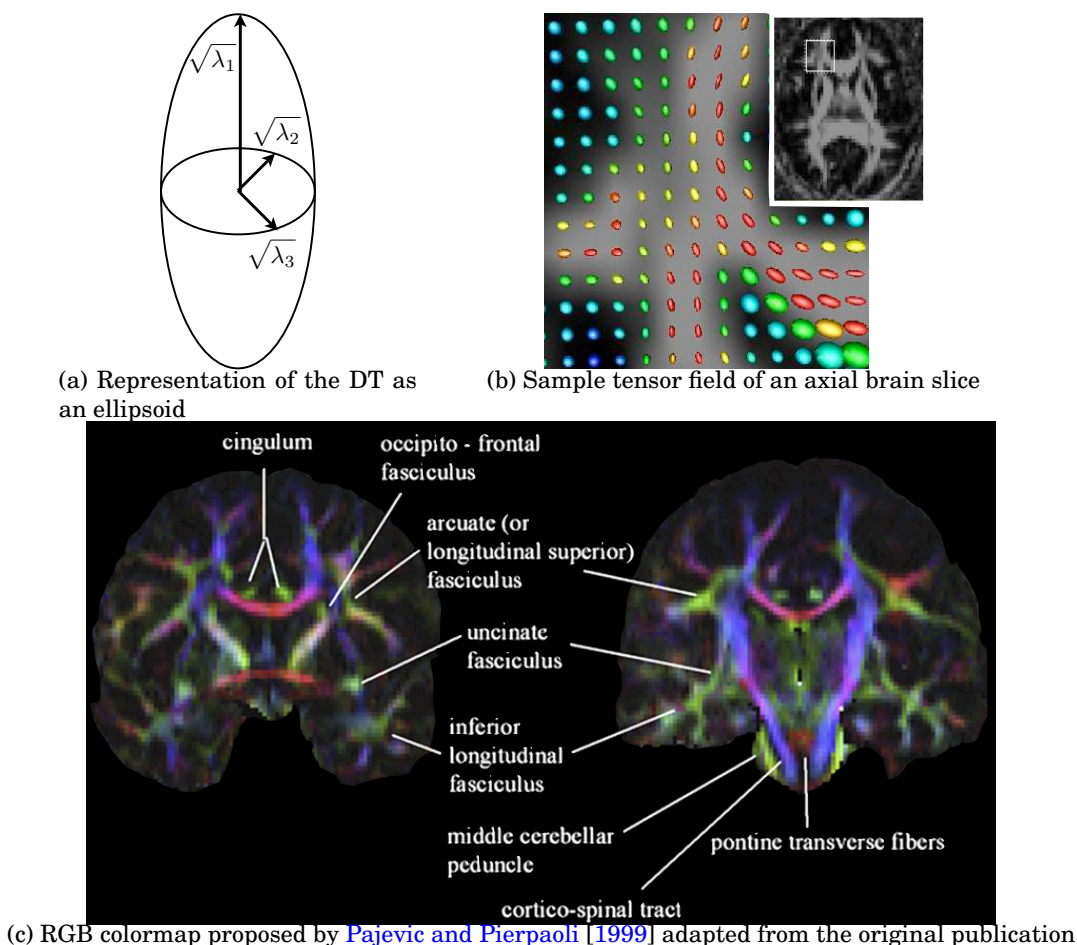 √λ₁
√λ₂
√λ₃
(a) Representation of the DT as
an ellipsoid
(b) Sample tensor field of an axial brain slice
cingulum
occipito - frontal
fasciculus
arcuate (or
longitudinal superior)
fasciculus
uncinate
fasciculus
inferior
longitudinal
fasciculus
middle cerebellar
peduncle
pontine transverse fibers
cortico-spinal tract
(c) RGB colormap proposed by Pajevic and Pierpaoli [1999] adapted from the original publication